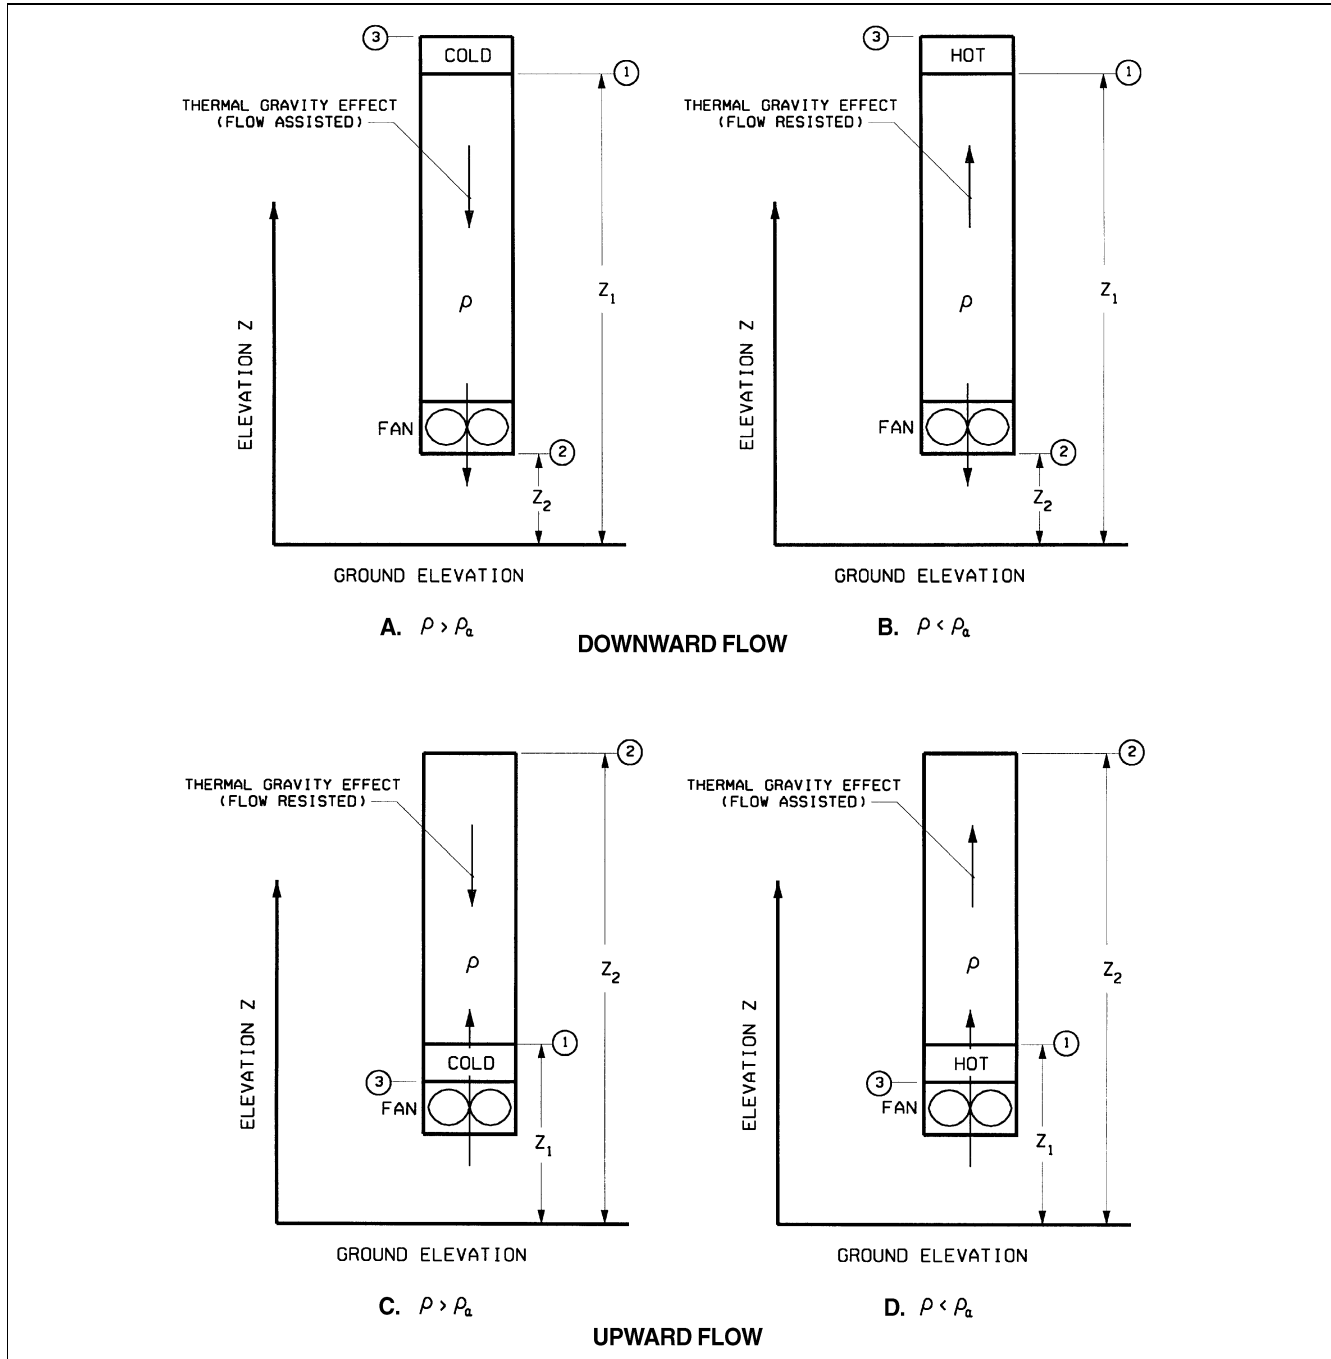 3
COLD
1
THERMAL GRAVITY EFFECT
(FLOW ASSISTED)
ρ
Z1
ELEVATION Z
FAN
2
Z2
GROUND ELEVATION
A. ρ > ρa
3
HOT
1
THERMAL GRAVITY EFFECT
(FLOW RESISTED)
ρ
Z1
ELEVATION Z
FAN
2
Z2
GROUND ELEVATION
B. ρ < ρa
DOWNWARD FLOW
2
THERMAL GRAVITY EFFECT
(FLOW RESISTED)
ρ
Z2
ELEVATION Z
1
COLD
3
FAN
Z1
GROUND ELEVATION
C. ρ > ρa
2
THERMAL GRAVITY EFFECT
(FLOW ASSISTED)
ρ
Z2
ELEVATION Z
1
HOT
3
FAN
Z1
GROUND ELEVATION
D. ρ < ρa
UPWARD FLOW